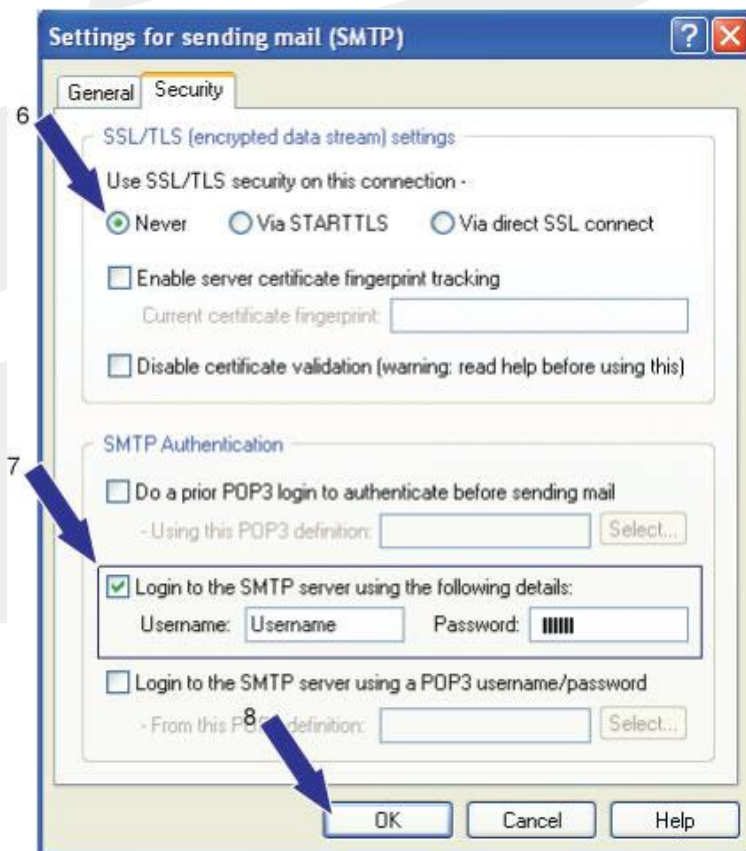 Settings for sending mail (SMTP)
General Security
6
SSL/TLS (encrypted data stream) settings
Use SSL/TLS security on this connection -
Never Via STARTTLS Via direct SSL connect
Enable server certificate fingerprint tracking
Current certificate fingerprint:
Disable certificate validation (warning: read help before using this)
SMTP Authentication
7
Do a prior POP3 login to authenticate before sending mail
- Using this POP3 definition: Select...
Login to the SMTP server using the following details:
Username: Username Password:
Login to the SMTP server using a POP3 username/password
8
- From this POP3 definition: Select...
OK Cancel Help